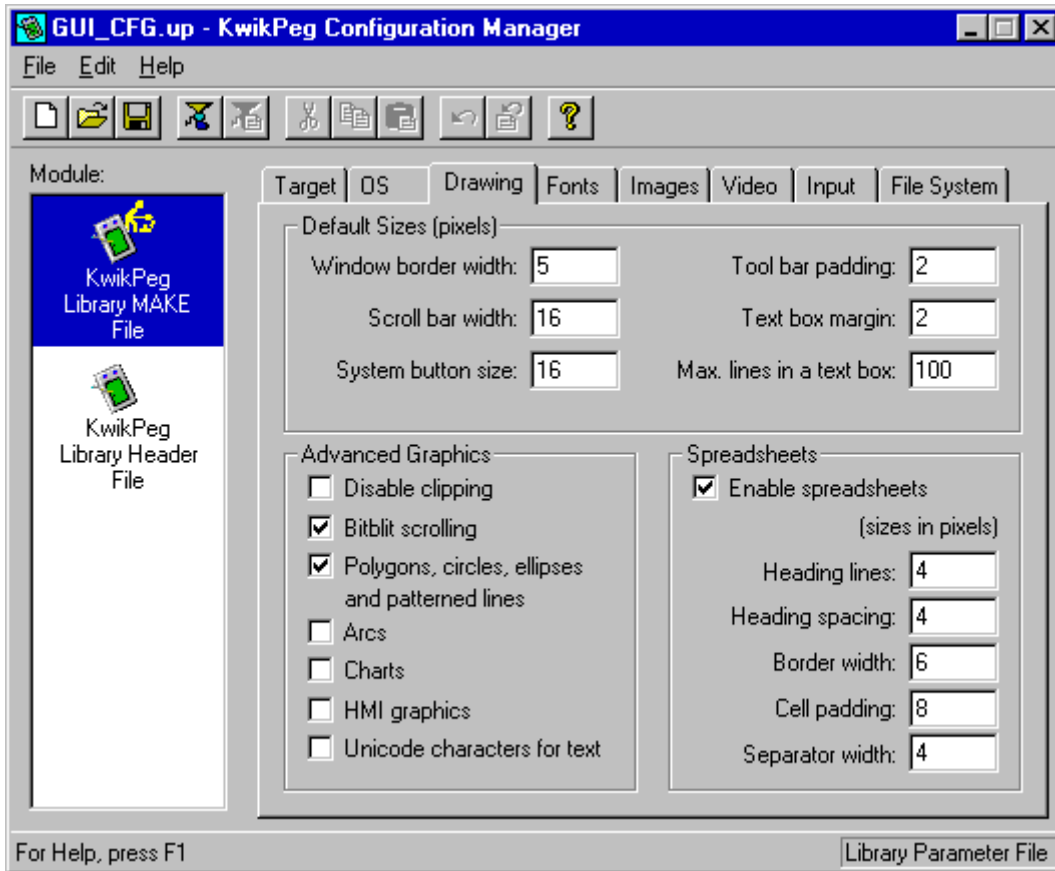 GUI_CFG.up - KwikPeg Configuration Manager
File Edit Help
Module:
KwikPeg
Library MAKE
File
KwikPeg
Library Header
File
Target OS Drawing Fonts Images Video Input File System
Default Sizes (pixels)
Window border width: 5
Tool bar padding: 2
Scroll bar width: 16
Text box margin: 2
System button size: 16
Max. lines in a text box: 100
Advanced Graphics
Disable clipping
Bitblit scrolling
Polygons, circles, ellipses
and patterned lines
Arcs
Charts
HMI graphics
Unicode characters for text
Spreadsheets
Enable spreadsheets
(sizes in pixels)
Heading lines: 4
Heading spacing: 4
Border width: 6
Cell padding: 8
Separator width: 4
For Help, press F1
Library Parameter File